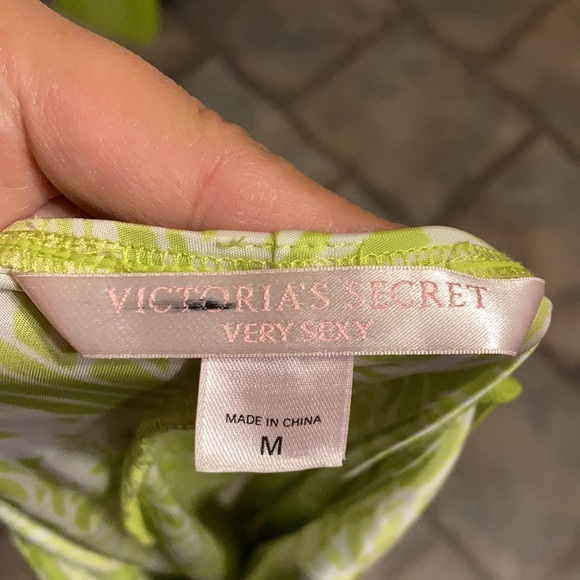 VICTORIA'S SECRET
VERY SEXY
MADE IN CHINA
M